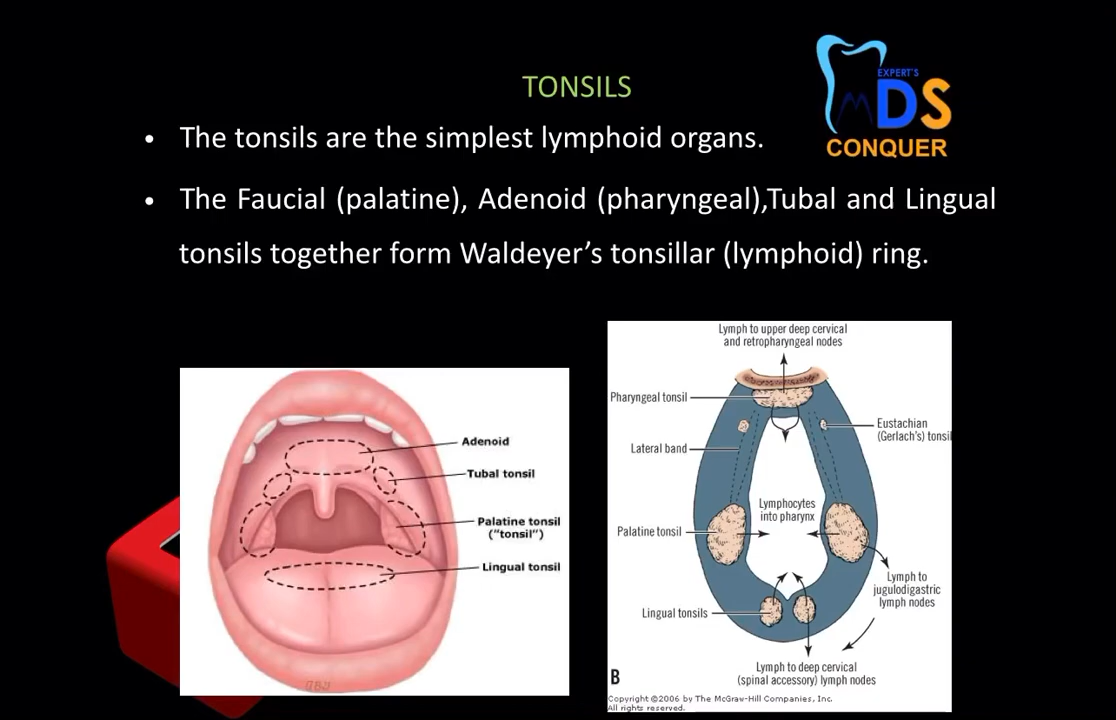 TONSILS
EXPERT'S
MDS
CONQUER
• The tonsils are the simplest lymphoid organs.
• The Faucial (palatine), Adenoid (pharyngeal),Tubal and Lingual
tonsils together form Waldeyer's tonsillar (lymphoid) ring.
Adenoid
Tubal tonsil
Palatine tonsil
("tonsil")
Lingual tonsil
Lymph to upper deep cervical
and retropharyngeal nodes
Pharyngeal tonsil
Eustachian
(Gerlach's) tonsil
Lateral band
Lymphocytes
into pharynx
Palatine tonsil
Lymph to
jugulodigastric
lymph nodes
Lingual tonsils
Lymph to deep cervical
(spinal accessory) lymph nodes
B
Copyright ©2006 by The McGraw-Hill Companies, Inc.
All rights reserved.